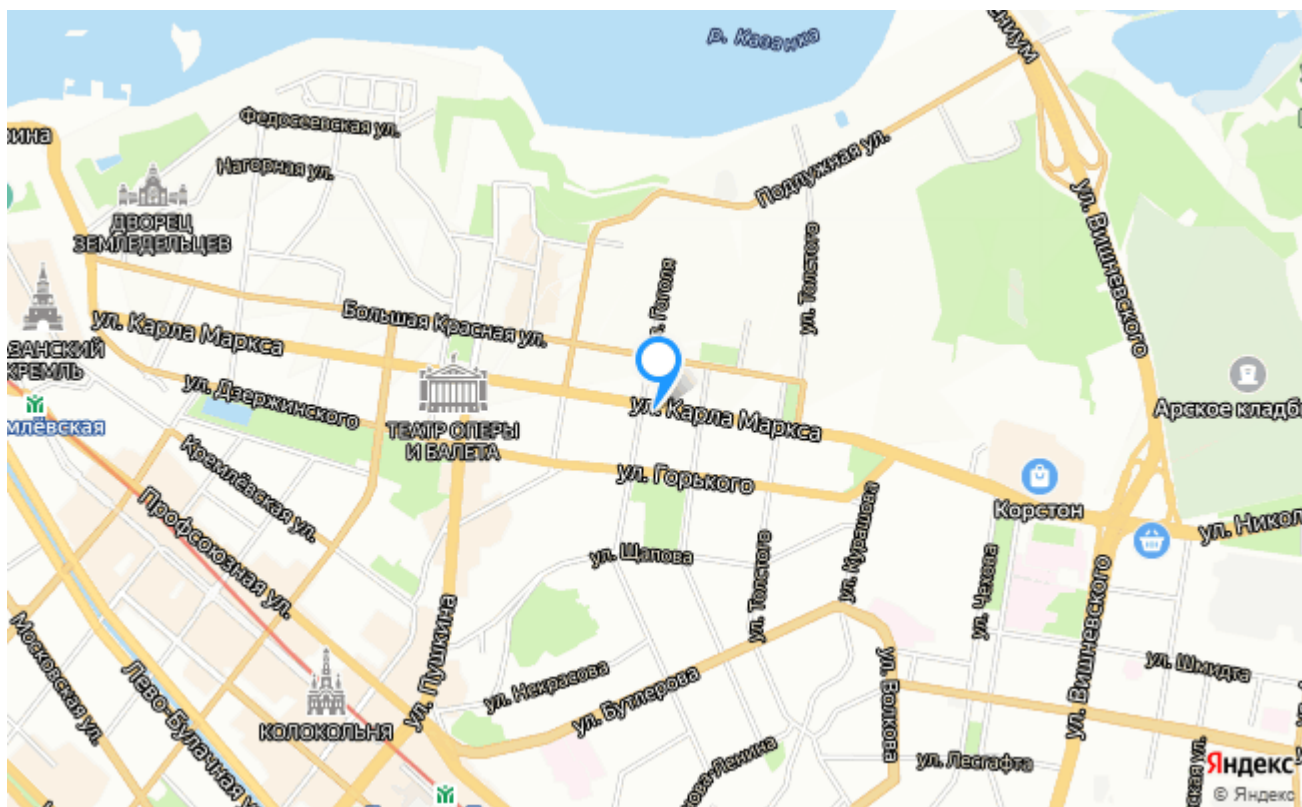 р. Казанка
Федосеевская ул.
Нагорная ул.
Подлужная ул.
ДВОРЕЦ
ЗЕМЛЕДЕЛЬЦЕВ
ул. Вишневского
ул. Толстого
Гоголя
Большая Красная ул.
ул. Карла Маркса
КРЕМЛЬ
ул. Дзержинского
ТЕАТР ОПЕРЫ
И БАЛЕТА
ул. Карла Маркса
Арское
Кремлёвская ул.
ул. Горького
Корстон
Профсоюзная ул.
ул. Щапова
ул. Толстого
ул. Курашова
ул. Чехова
ул. Вишневского
Московская ул.
Лево-Булачная
ул. Пушкина
КОЛОКОЛЬНЯ
ул. Некрасова
ул. Бутлерова
ул. Волкова
ул. Шмидта
ул. Лесгафта
Яндекс
© Яндекс